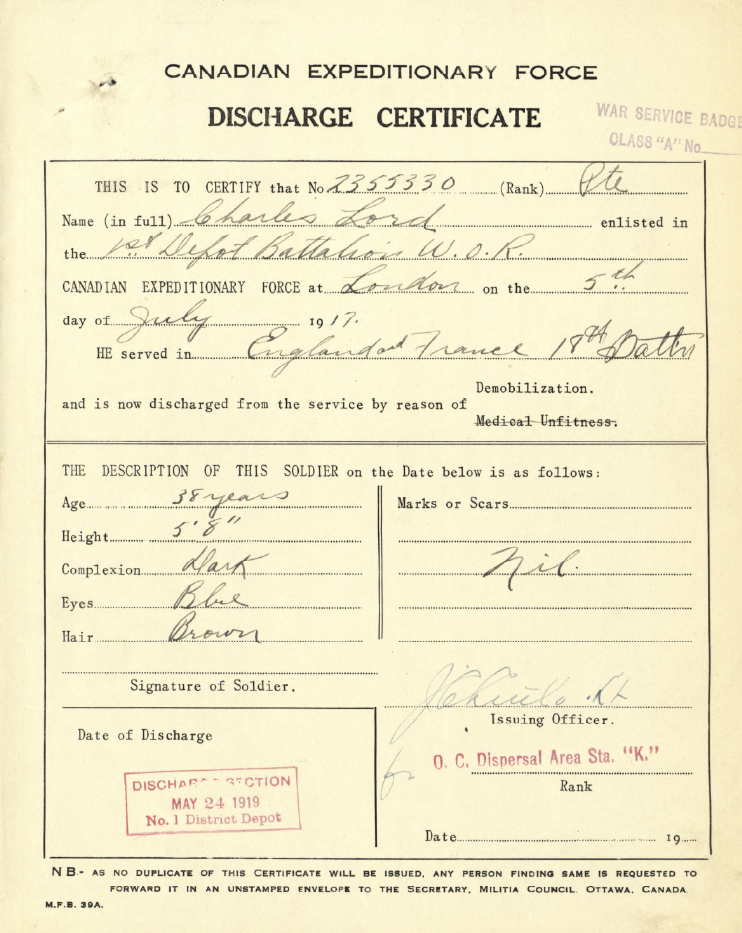 CANADIAN EXPEDITIONARY FORCE
DISCHARGE CERTIFICATE
WAR SERVICE BADGE
CLASS "A" No
THIS IS TO CERTIFY that No 2355330 (Rank) Pte
Name (in full) Charles Lord enlisted in
the 1st Depot Battalion W.O.R.
CANADIAN EXPEDITIONARY FORCE at London on the 5th
day of July 1917.
HE served in England and France 18th Battn
Demobilization.
and is now discharged from the service by reason of
Medical Unfitness.
THE DESCRIPTION OF THIS SOLDIER on the Date below is as follows:
Age 38 years
Height 5' 8"
Complexion Dark
Eyes Blue
Hair Brown
Marks or Scars
Nil.
Signature of Soldier.
Lt
Issuing Officer.
Date of Discharge
DISCHARGE SECTION
MAY 24 1919
No. 1 District Depot
for O. C. Dispersal Area Sta. "K."
Rank
Date 19
NB.- AS NO DUPLICATE OF THIS CERTIFICATE WILL BE ISSUED, ANY PERSON FINDING SAME IS REQUESTED TO
FORWARD IT IN AN UNSTAMPED ENVELOPE TO THE SECRETARY, MILITIA COUNCIL. OTTAWA, CANADA.
M.F.B. 39A.